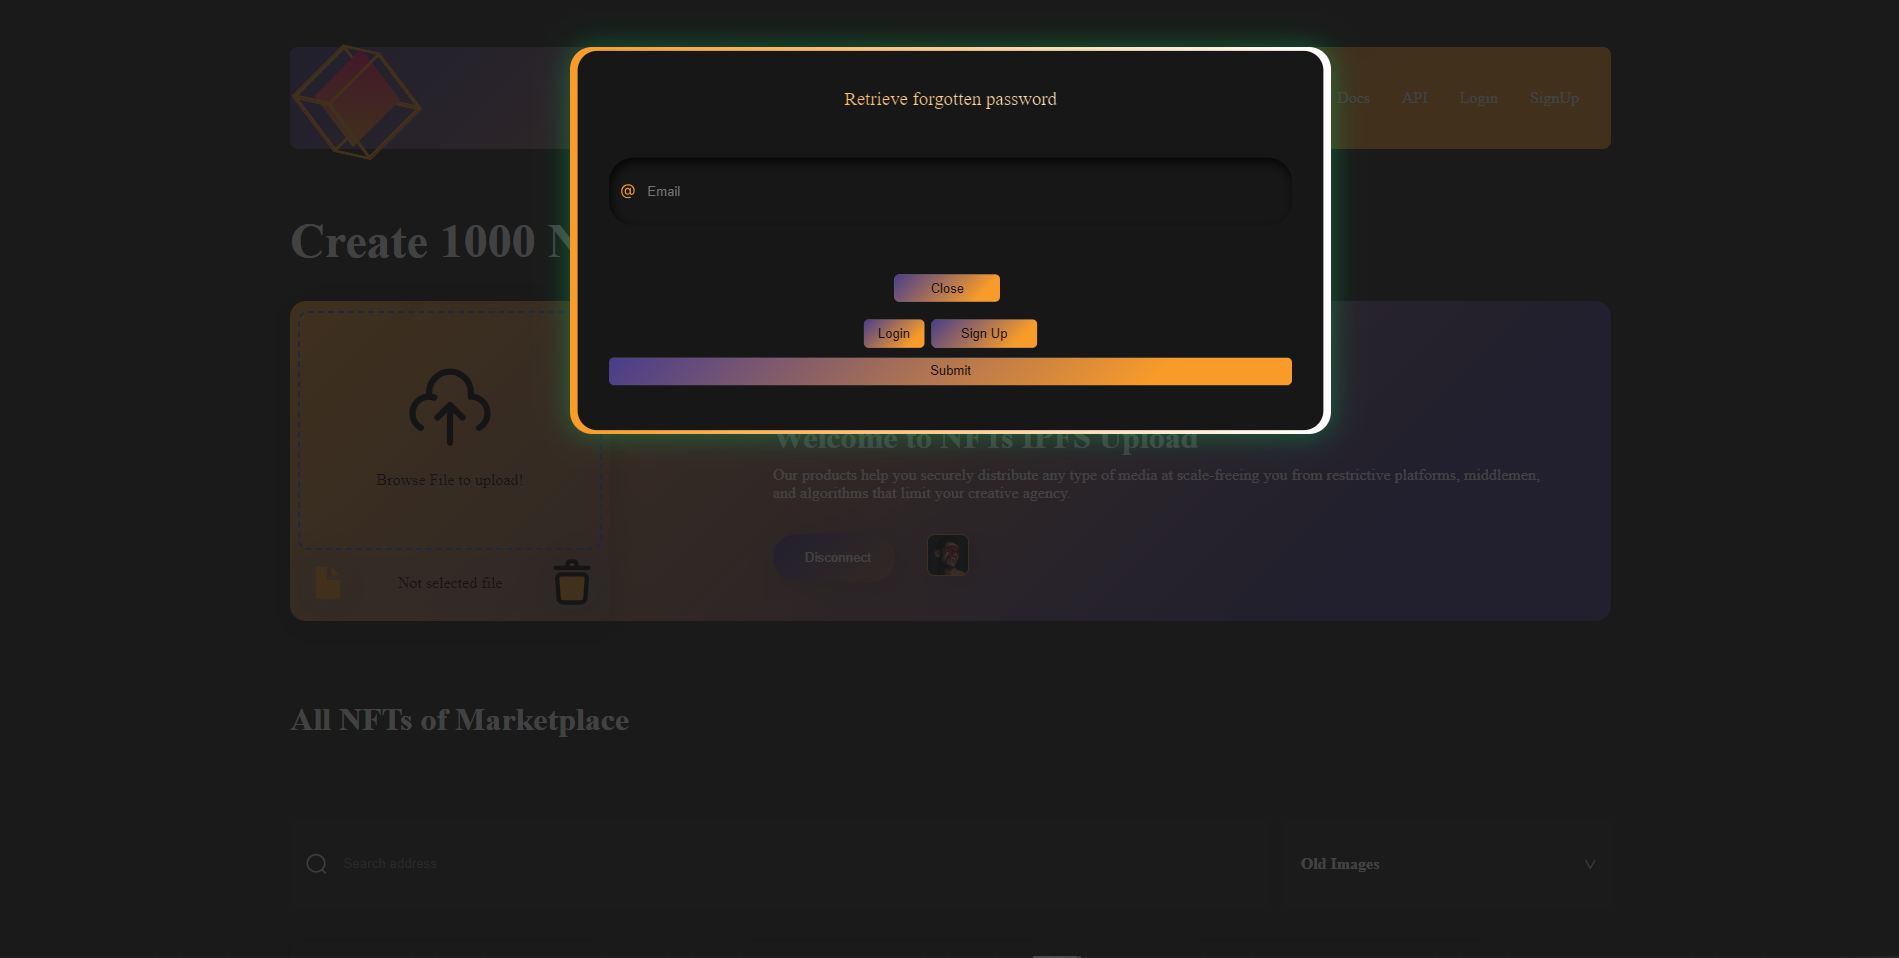 Retrieve forgotten password
Docs API Login SignUp
@ Email
Create 1000 N
Close
Login Sign Up
Submit
Welcome to NFTs IPFS Upload
Browse File to upload!
Our products help you securely distribute any type of media at scale-freeing you from restrictive platforms, middlemen,
and algorithms that limit your creative agency.
Disconnect
Not selected file
All NFTs of Marketplace
Search address
Old Images